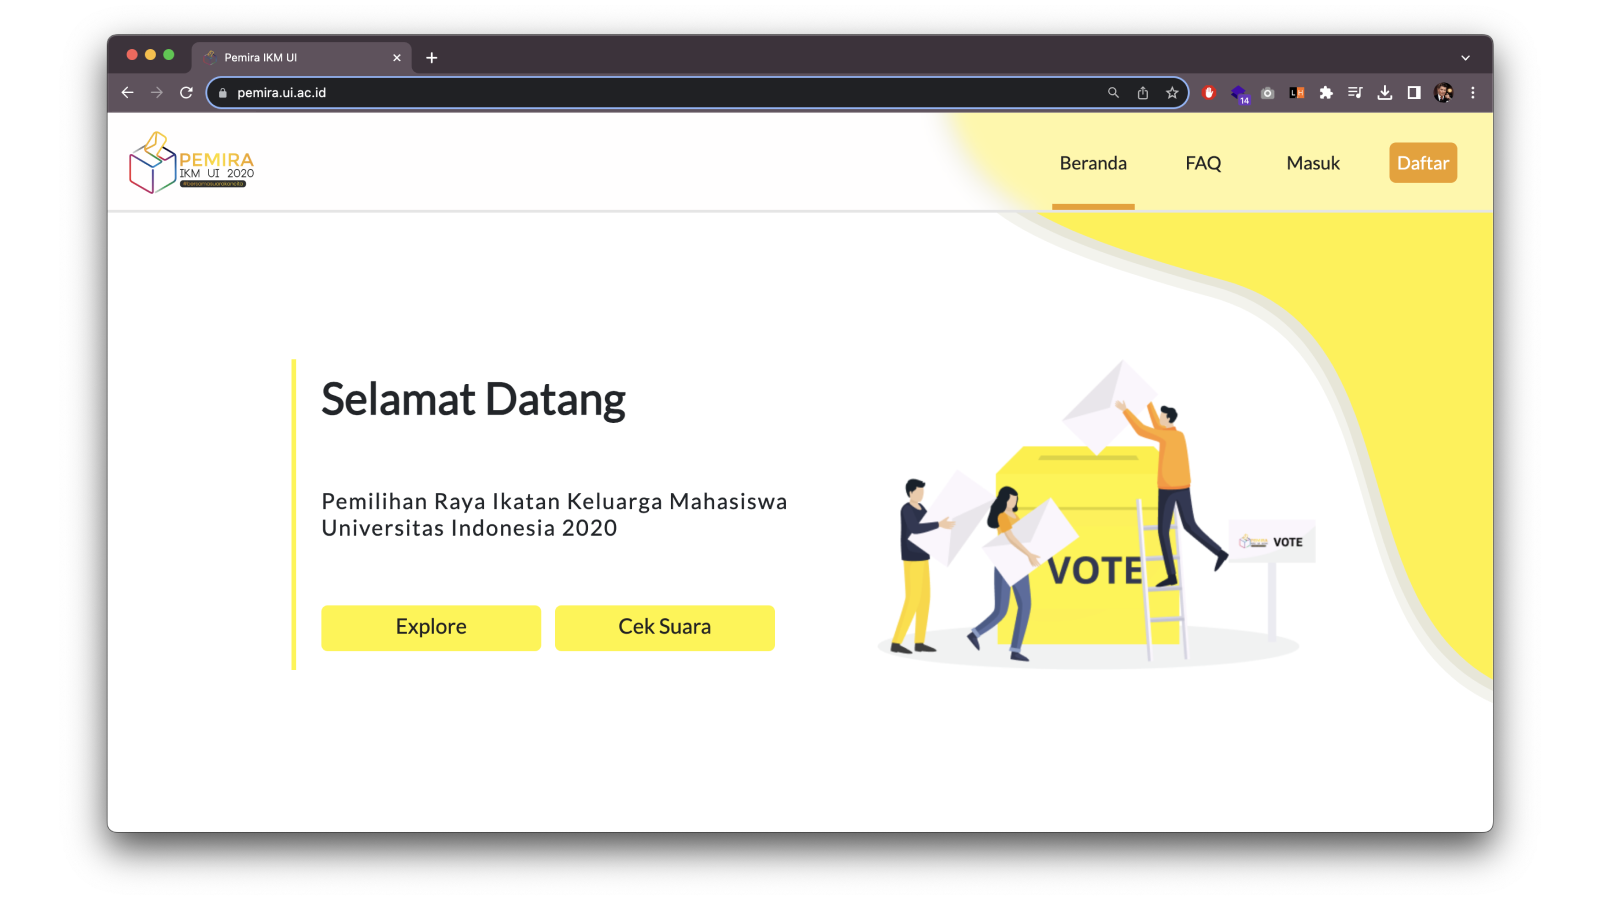 Pemira IKM UI
pemira.ui.ac.id
14
PEMIRA
IKM UI 2020
Beranda
FAQ
Masuk
Daftar
Selamat Datang
Pemilihan Raya Ikatan Keluarga Mahasiswa
Universitas Indonesia 2020
Explore
Cek Suara
VOTE
VOTE